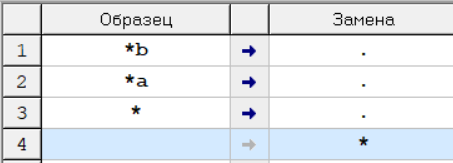 Образец Замена
1 *b → .
2 *a → .
3 * → .
4 → *